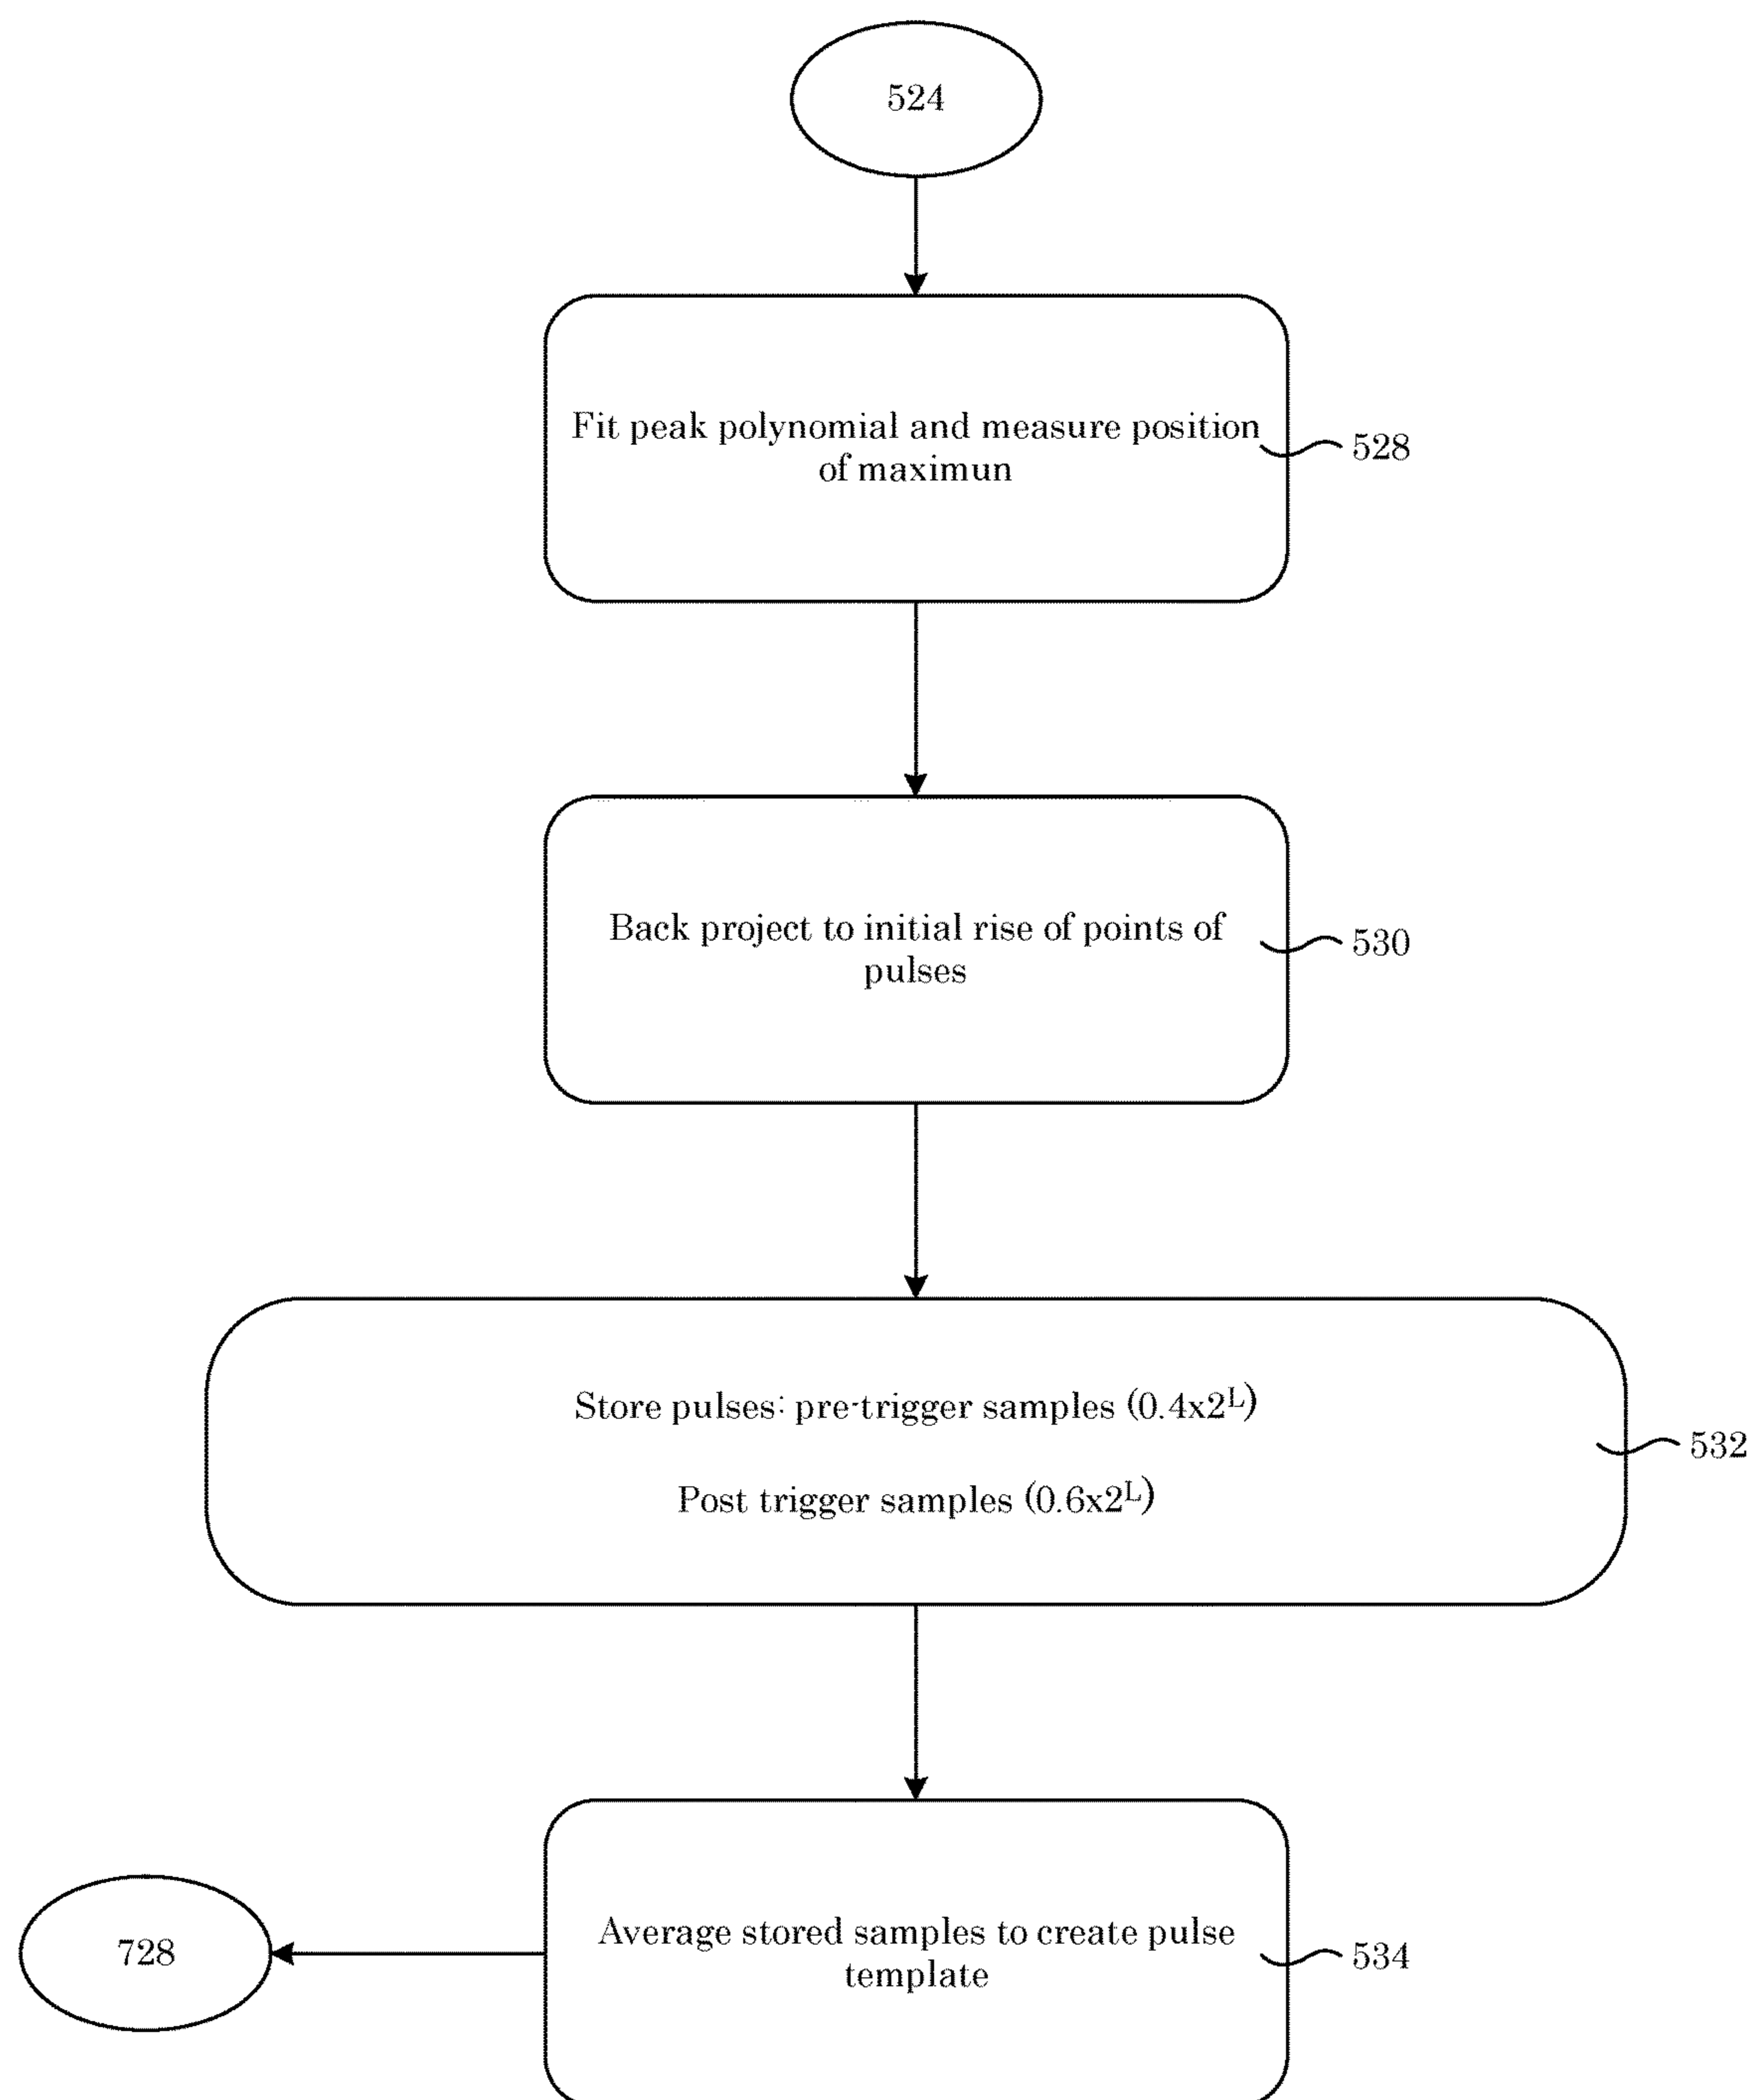 524
Fit peak polynomial and measure position
of maximun
528
Back project to initial rise of points of
pulses
530
Store pulses: pre-trigger samples (0.4x2ᴸ)
Post trigger samples (0.6x2ᴸ)
532
Average stored samples to create pulse
template
534
728